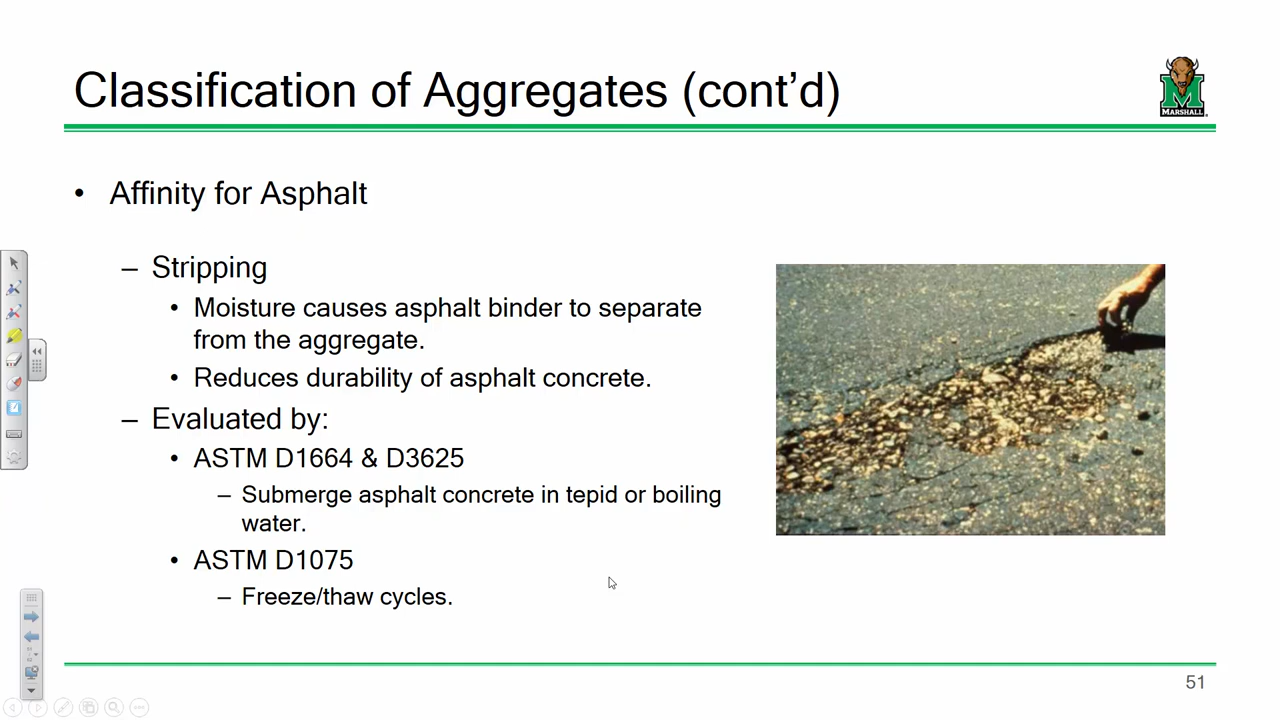 Classification of Aggregates (cont’d)
MARSHALL
• Affinity for Asphalt
– Stripping
• Moisture causes asphalt binder to separate
from the aggregate.
• Reduces durability of asphalt concrete.
– Evaluated by:
• ASTM D1664 & D3625
– Submerge asphalt concrete in tepid or boiling
water.
• ASTM D1075
– Freeze/thaw cycles.
51